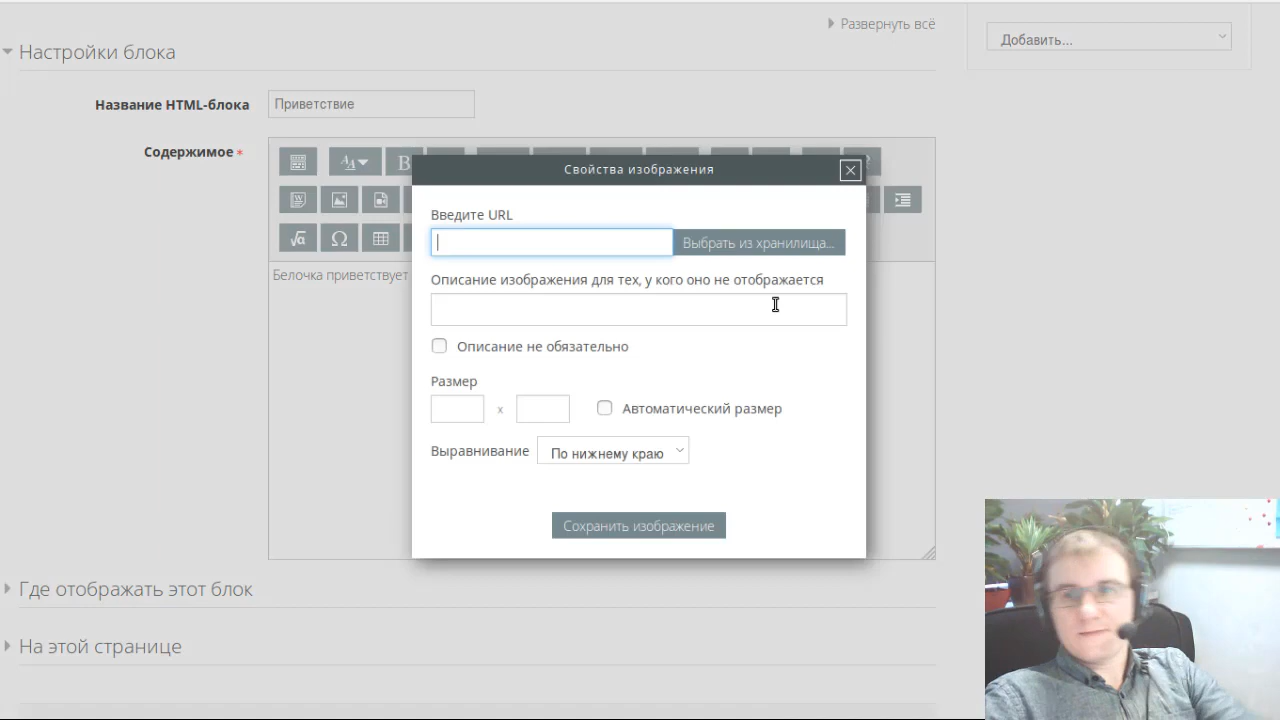 Развернуть всё
Добавить...
Настройки блока
Название HTML-блока
Приветствие
Содержимое *
B
Свойства изображения
Введите URL
Выбрать из хранилища...
Описание изображения для тех, у кого оно не отображается
Белочка приветствует
Описание не обязательно
Размер
x
Автоматический размер
Выравнивание
По нижнему краю
Сохранить изображение
Где отображать этот блок
На этой странице